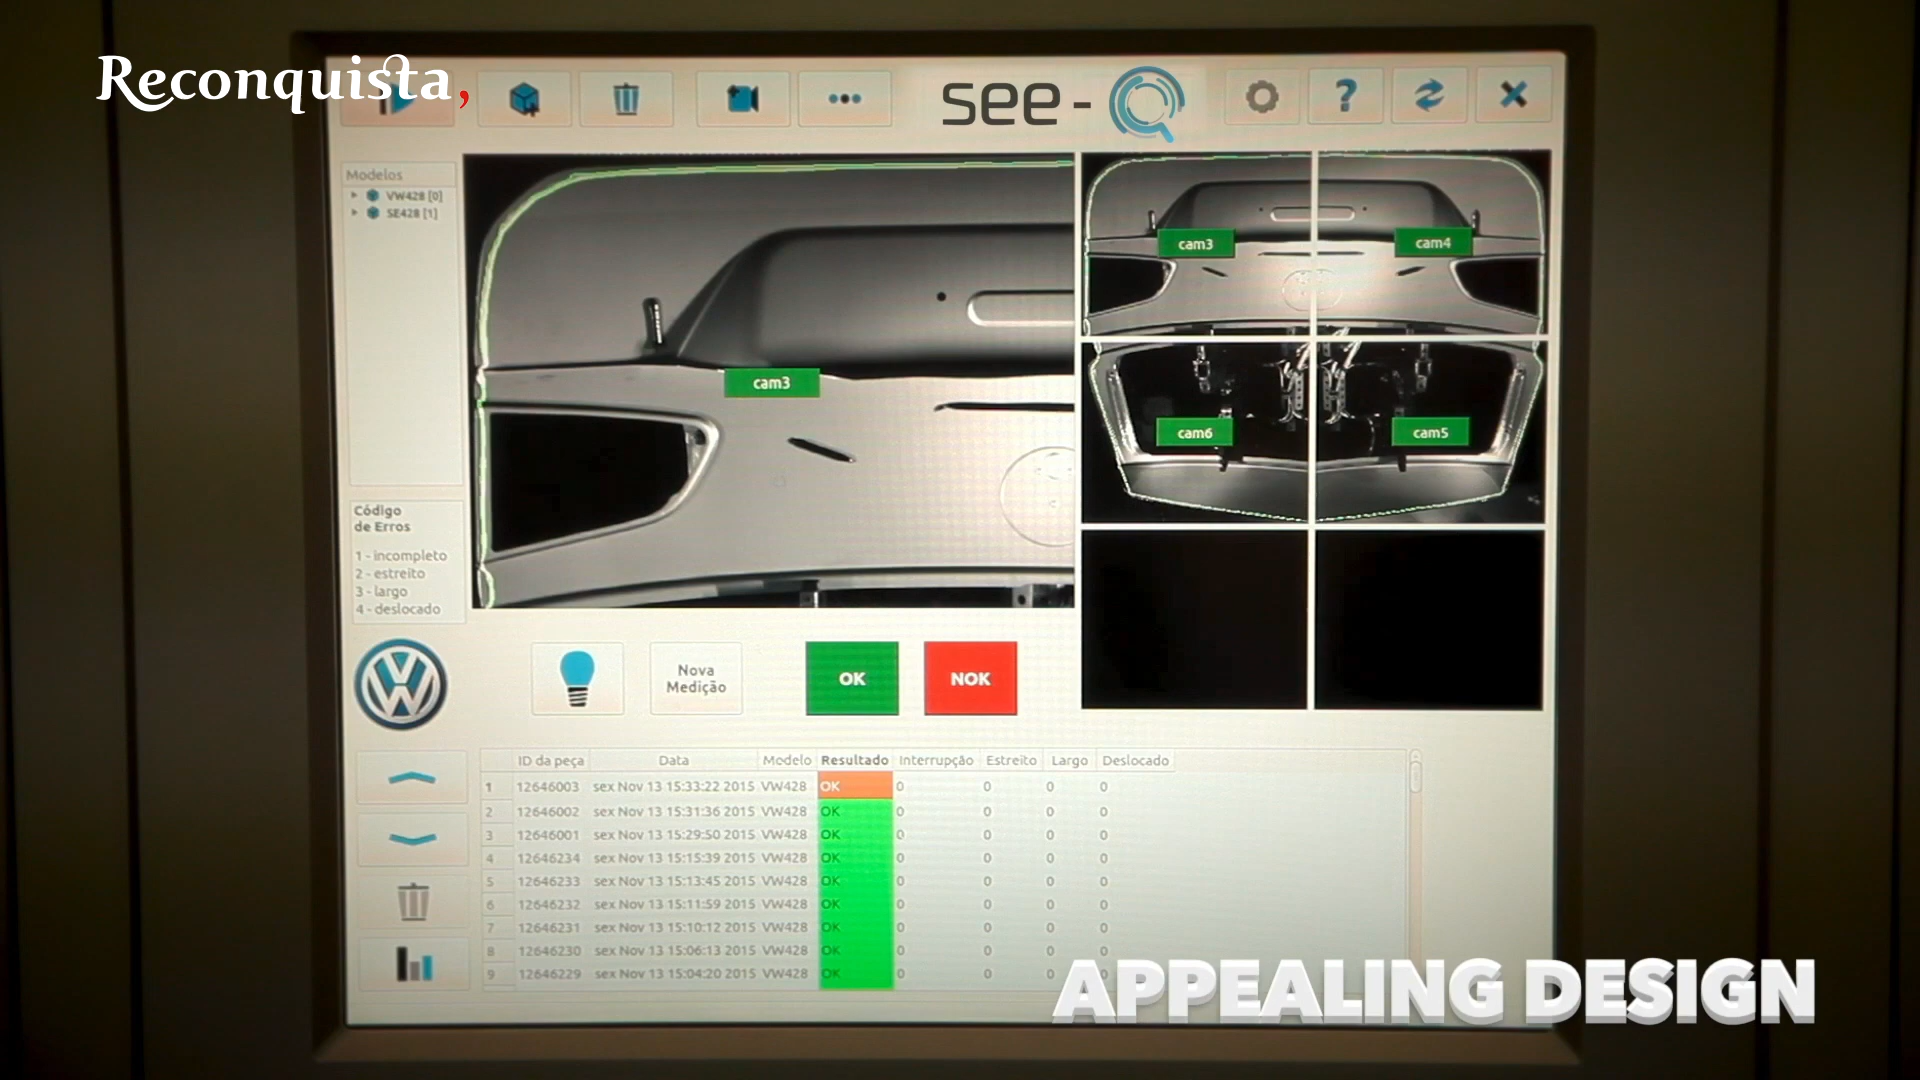 Reconquista,
see-Q
?
Modelos
VW428 [0]
SE428 [1]
cam3
cam3
cam4
cam6
cam5
Código
de Erros
1 - incompleto
2 - estreito
3 - largo
4 - deslocado
Nova
Medição
OK
NOK
ID da peça Data Modelo Resultado Interrupção Estreito Largo Deslocado
1 12646003 sex Nov 13 15:33:22 2015 VW428 OK 0 0 0 0
2 12646002 sex Nov 13 15:31:36 2015 VW428 OK 0 0 0 0
3 12646001 sex Nov 13 15:29:50 2015 VW428 OK 0 0 0 0
4 12646234 sex Nov 13 15:15:39 2015 VW428 OK 0 0 0 0
5 12646233 sex Nov 13 15:13:45 2015 VW428 OK 0 0 0 0
6 12646232 sex Nov 13 15:11:59 2015 VW428 OK 0 0 0 0
7 12646231 sex Nov 13 15:10:12 2015 VW428 OK 0 0 0 0
8 12646230 sex Nov 13 15:06:13 2015 VW428 OK 0 0 0 0
9 12646229 sex Nov 13 15:04:20 2015 VW428 OK 0 0 0 0
APPEALING DESIGN